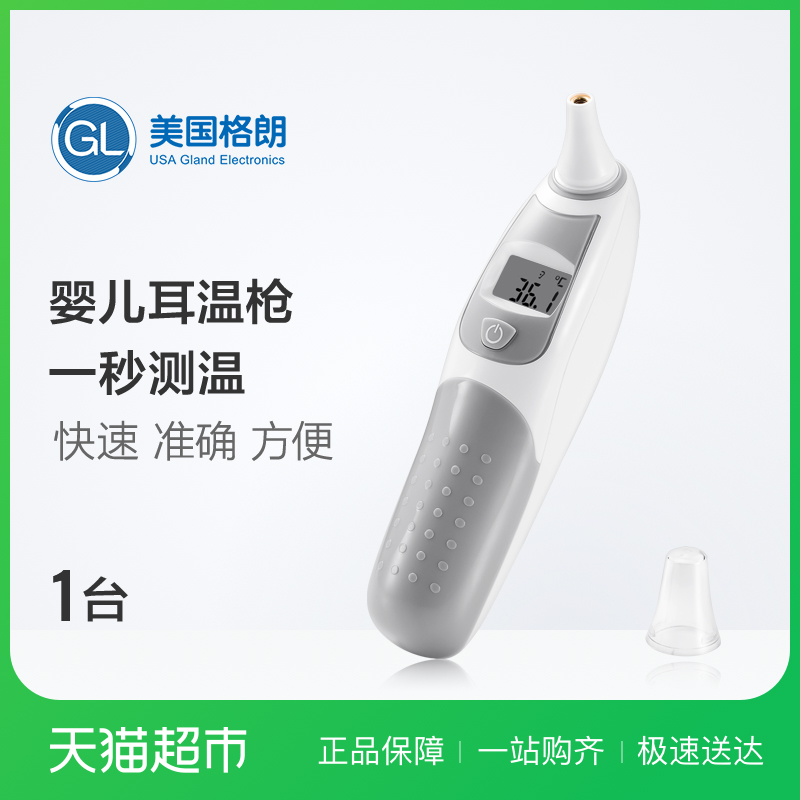 GL
美国格朗
USA Gland Electronics
婴儿耳温枪
一秒测温
快速 准确 方便
℃
36.1
1台
天猫超市
正品保障 | 一站购齐 | 极速送达